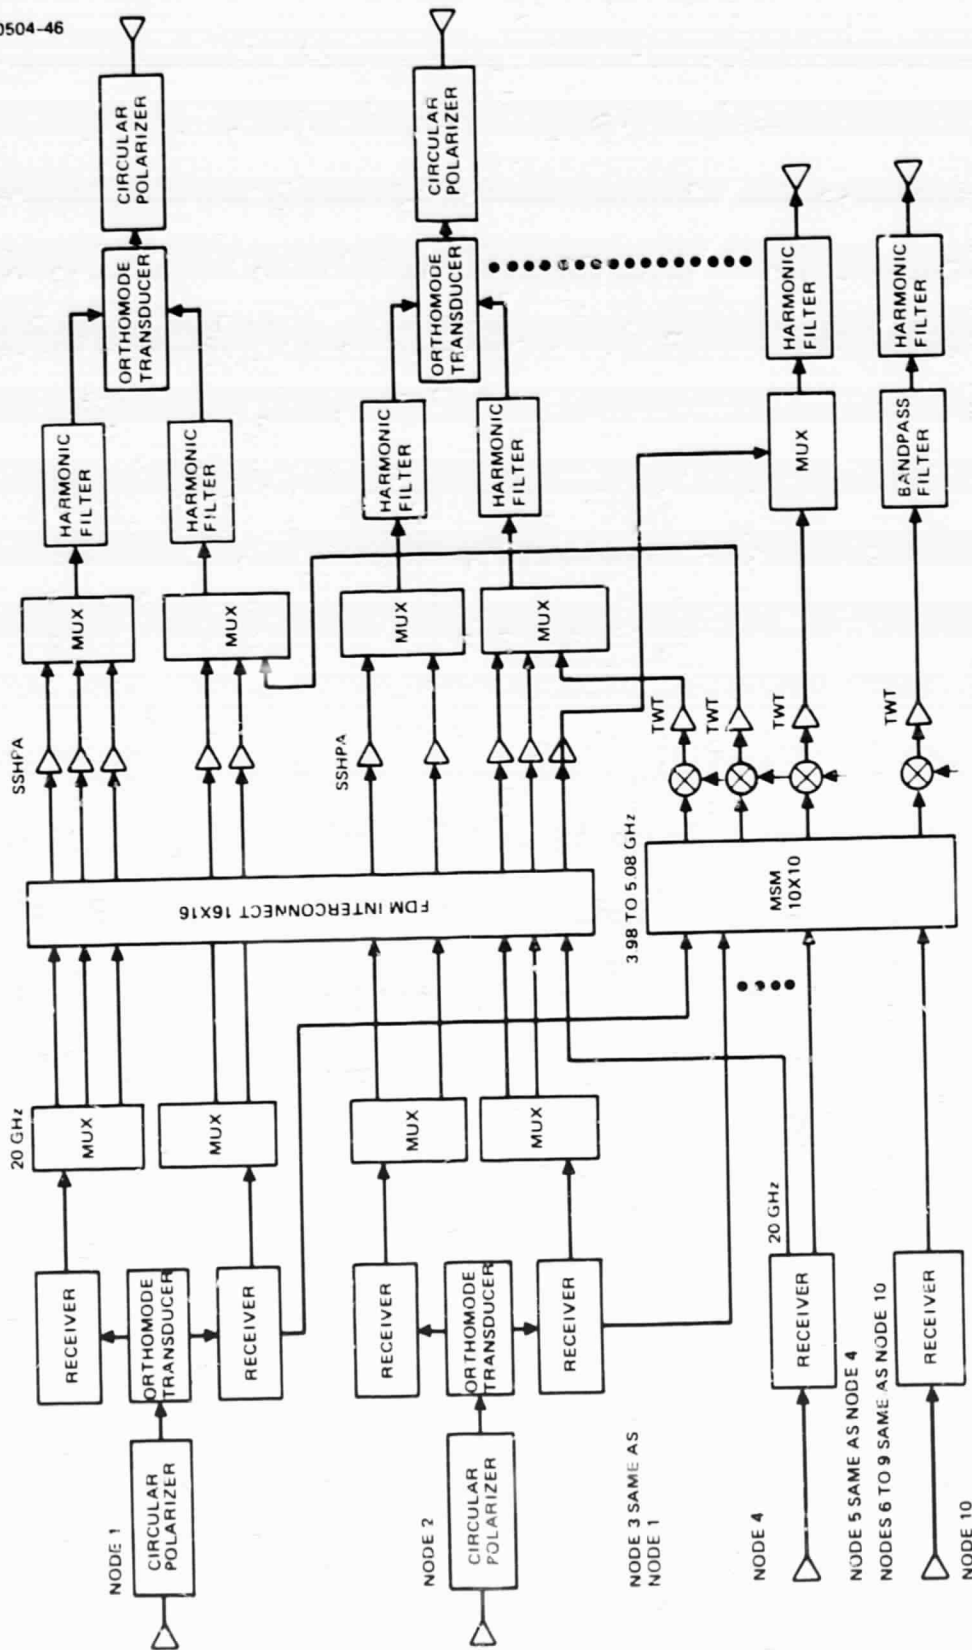 0504-46
NODE 1
CIRCULAR
POLARIZER
ORTHOMODE
TRANSDUCER
RECEIVER
RECEIVER
20 GHz
MUX
MUX
SSHPA
MUX
MUX
HARMONIC
FILTER
HARMONIC
FILTER
ORTHOMODE
TRANSDUCER
CIRCULAR
POLARIZER
FDM INTERCONNECT 16X16
NODE 2
CIRCULAR
POLARIZER
ORTHOMODE
TRANSDUCER
RECEIVER
RECEIVER
MUX
MUX
SSHPA
MUX
MUX
HARMONIC
FILTER
HARMONIC
FILTER
ORTHOMODE
TRANSDUCER
CIRCULAR
POLARIZER
NODE 3 SAME AS
NODE 1
3.98 TO 5.08 GHz
MSM
10X10
TWT
TWT
TWT
TWT
NODE 4
RECEIVER
20 GHz
MUX
HARMONIC
FILTER
NODE 5 SAME AS NODE 4
NODES 6 TO 9 SAME AS NODE 10
NODE 10
RECEIVER
BANDPASS
FILTER
HARMONIC
FILTER